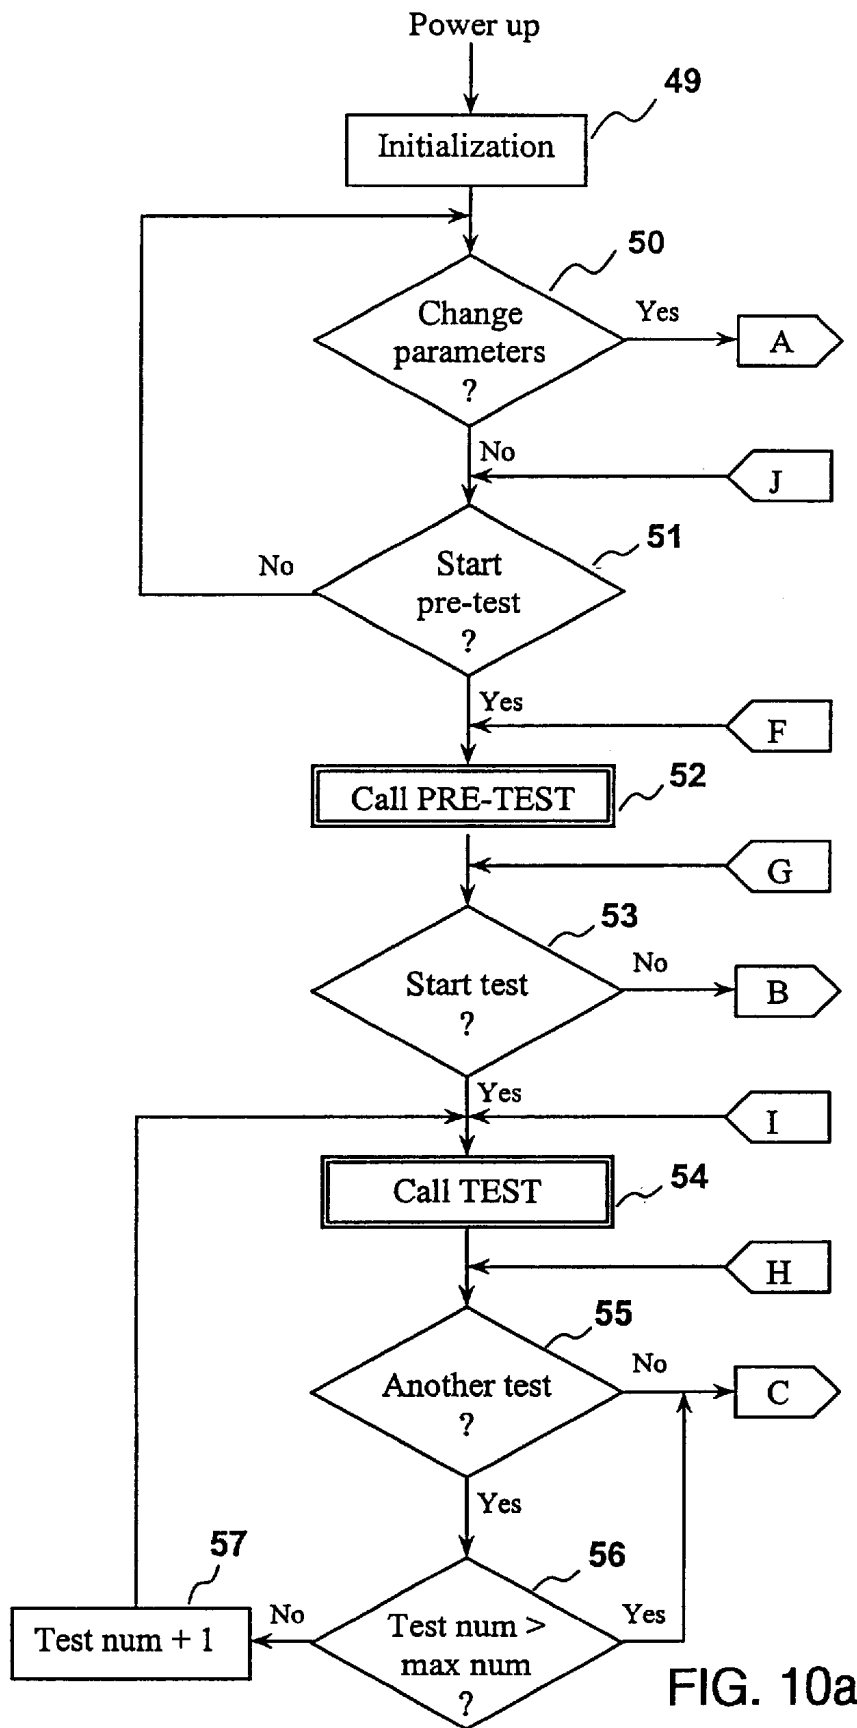 Power up
49
Initialization
50
Change
parameters
?
Yes
A
No
J
51
Start
pre-test
?
No
Yes
F
Call PRE-TEST
52
G
53
Start test
?
No
B
Yes
I
Call TEST
54
H
55
Another test
?
No
C
Yes
57
56
Test num + 1
No
Test num >
max num
?
Yes
FIG. 10a